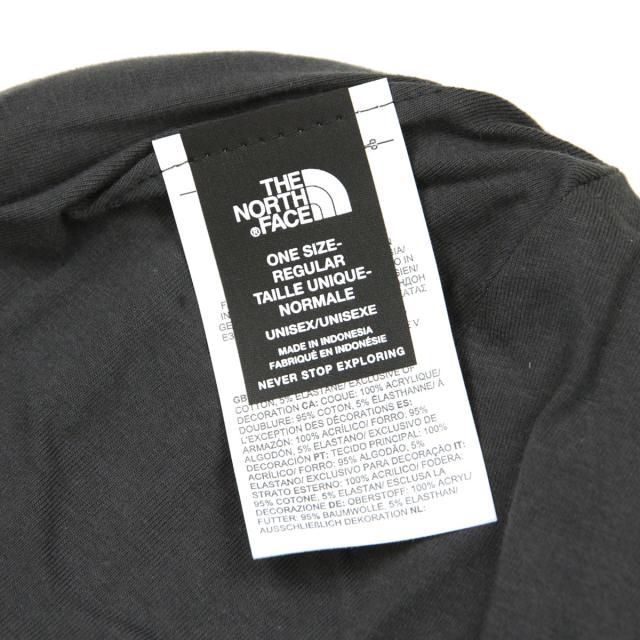 THE
NORTH
FACE
®
ONE SIZE-
REGULAR
TAILLE UNIQUE-
NORMALE
UNISEX/UNISEXE
MADE IN INDONESIA
FABRIQUÉ EN INDONÉSIE
NEVER STOP EXPLORING
GB
COTTON, 5% ELASTANE/EXCLUSIVE OF
DECORATION CA: COQUE: 100% ACRYLIQUE/
DOUBLURE: 95% COTON, 5% ÉLASTHANNE/ À
L'EXCEPTION DES DÉCORATIONS ES:
ARMAZÓN: 100% ACRÍLICO/ FORRO: 95%
ALGODÓN, 5% ELASTANO/ EXCLUSIVO DE
DECORACIÓN PT: TECIDO PRINCIPAL: 100%
ACRÍLICO/ FORRO: 95% ALGODÃO, 5%
ELASTANO/ EXCLUSIVO PARA DECORAÇÃO IT:
STRATO ESTERNO: 100% ACRILICO/ FODERA:
95% COTONE, 5% ELASTAN/ ESCLUSA LA
DECORAZIONE DE: OBERSTOFF: 100% ACRYL/
FUTTER: 95% BAUMWOLLE, 5% ELASTHAN/
AUSSCHLIEßLICH DEKORATION NL: